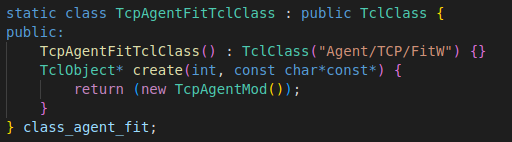 static class TcpAgentFitTclClass : public TclClass {
public:
    TcpAgentFitTclClass() : TclClass("Agent/TCP/FitW") {}
    TclObject* create(int, const char*const*) {
        return (new TcpAgentMod());
    }
} class_agent_fit;